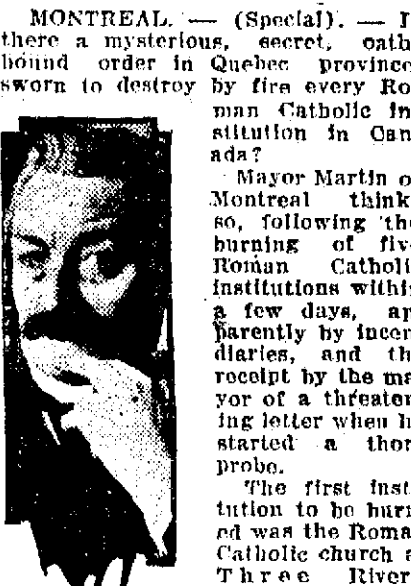 MONTREAL. — (Special). — I
there a mysterious, secret, oath
bound order in Quebec province
sworn to destroy by fire every Ro
man Catholic in
stitution in Can
ada?
Mayor Martin o
Montreal think
so, following the
burning of fiv
Roman Catholi
institutions withi
a few days, ap
parently by incen
diaries, and th
receipt by the ma
yor of a threaten
ing letter when h
started a thor
probe.
The first inst
tution to be burn
ed was the Roma
Catholic church a
Three River